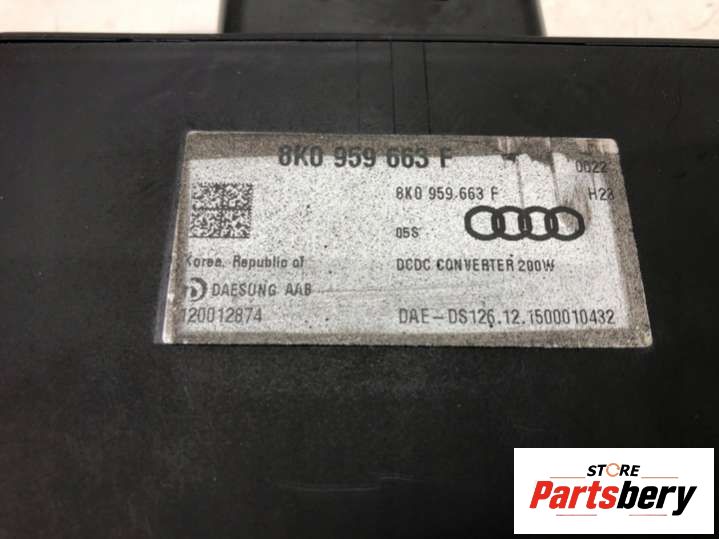 8K0 959 663 F
0622
8K0 959.663 F H23
05S
Korea, Republic of DCDC CONVERTER 200W
DAESUNG AAB
120012874 DAE-DS126.12.1500010432
STORE
Partsbery